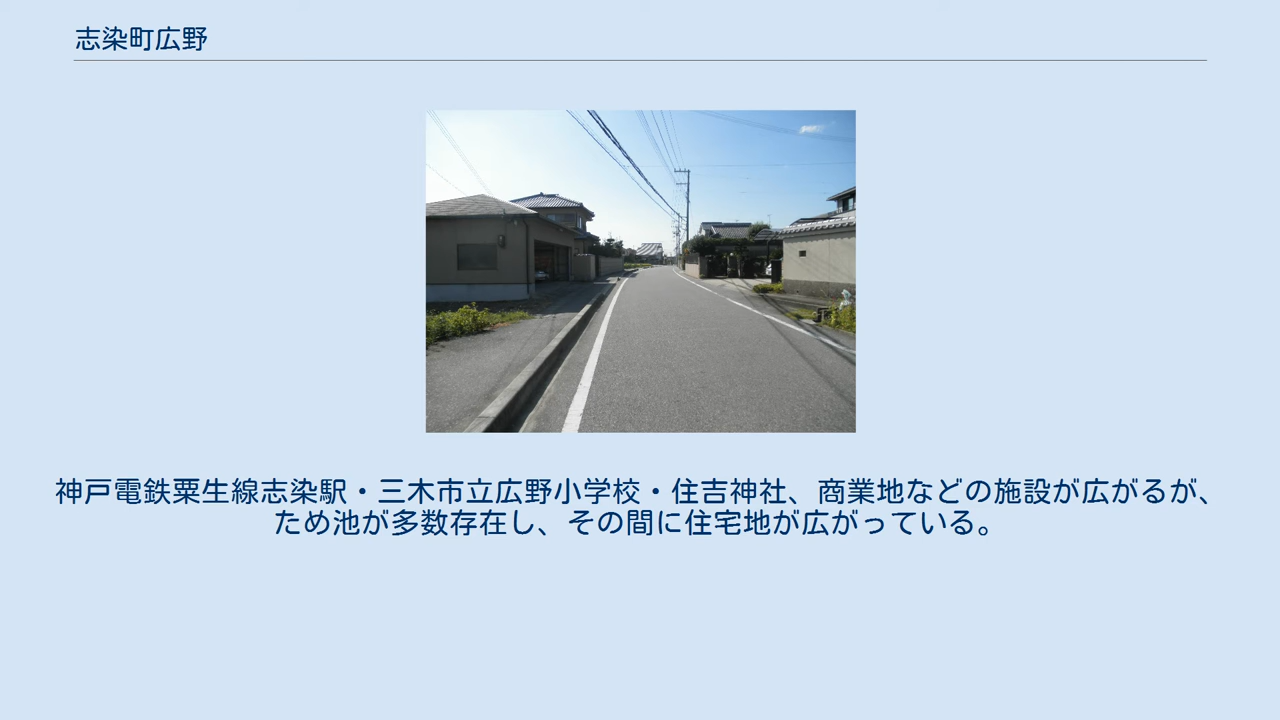 志染町広野
神戸電鉄粟生線志染駅・三木市立広野小学校・住吉神社、商業地などの施設が広がるが、
ため池が多数存在し、その間に住宅地が広がっている。